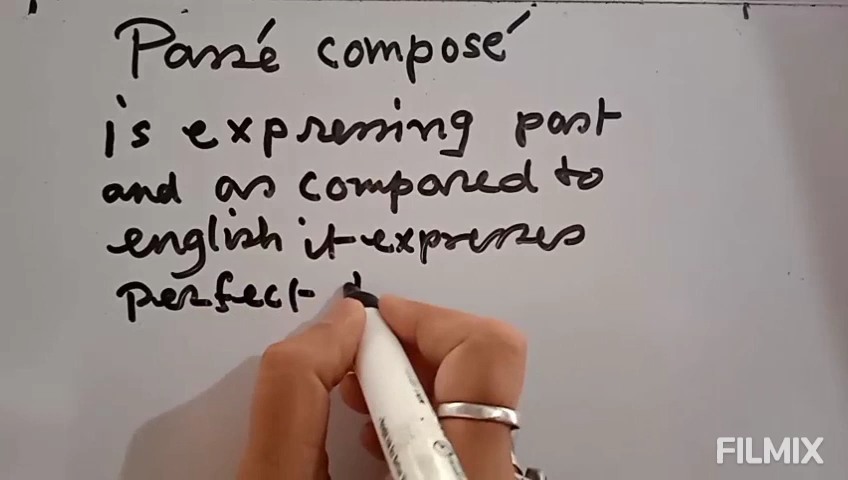 Passé composé
is expressing past
and as compared to
english it expresses
perfect
FILMIX